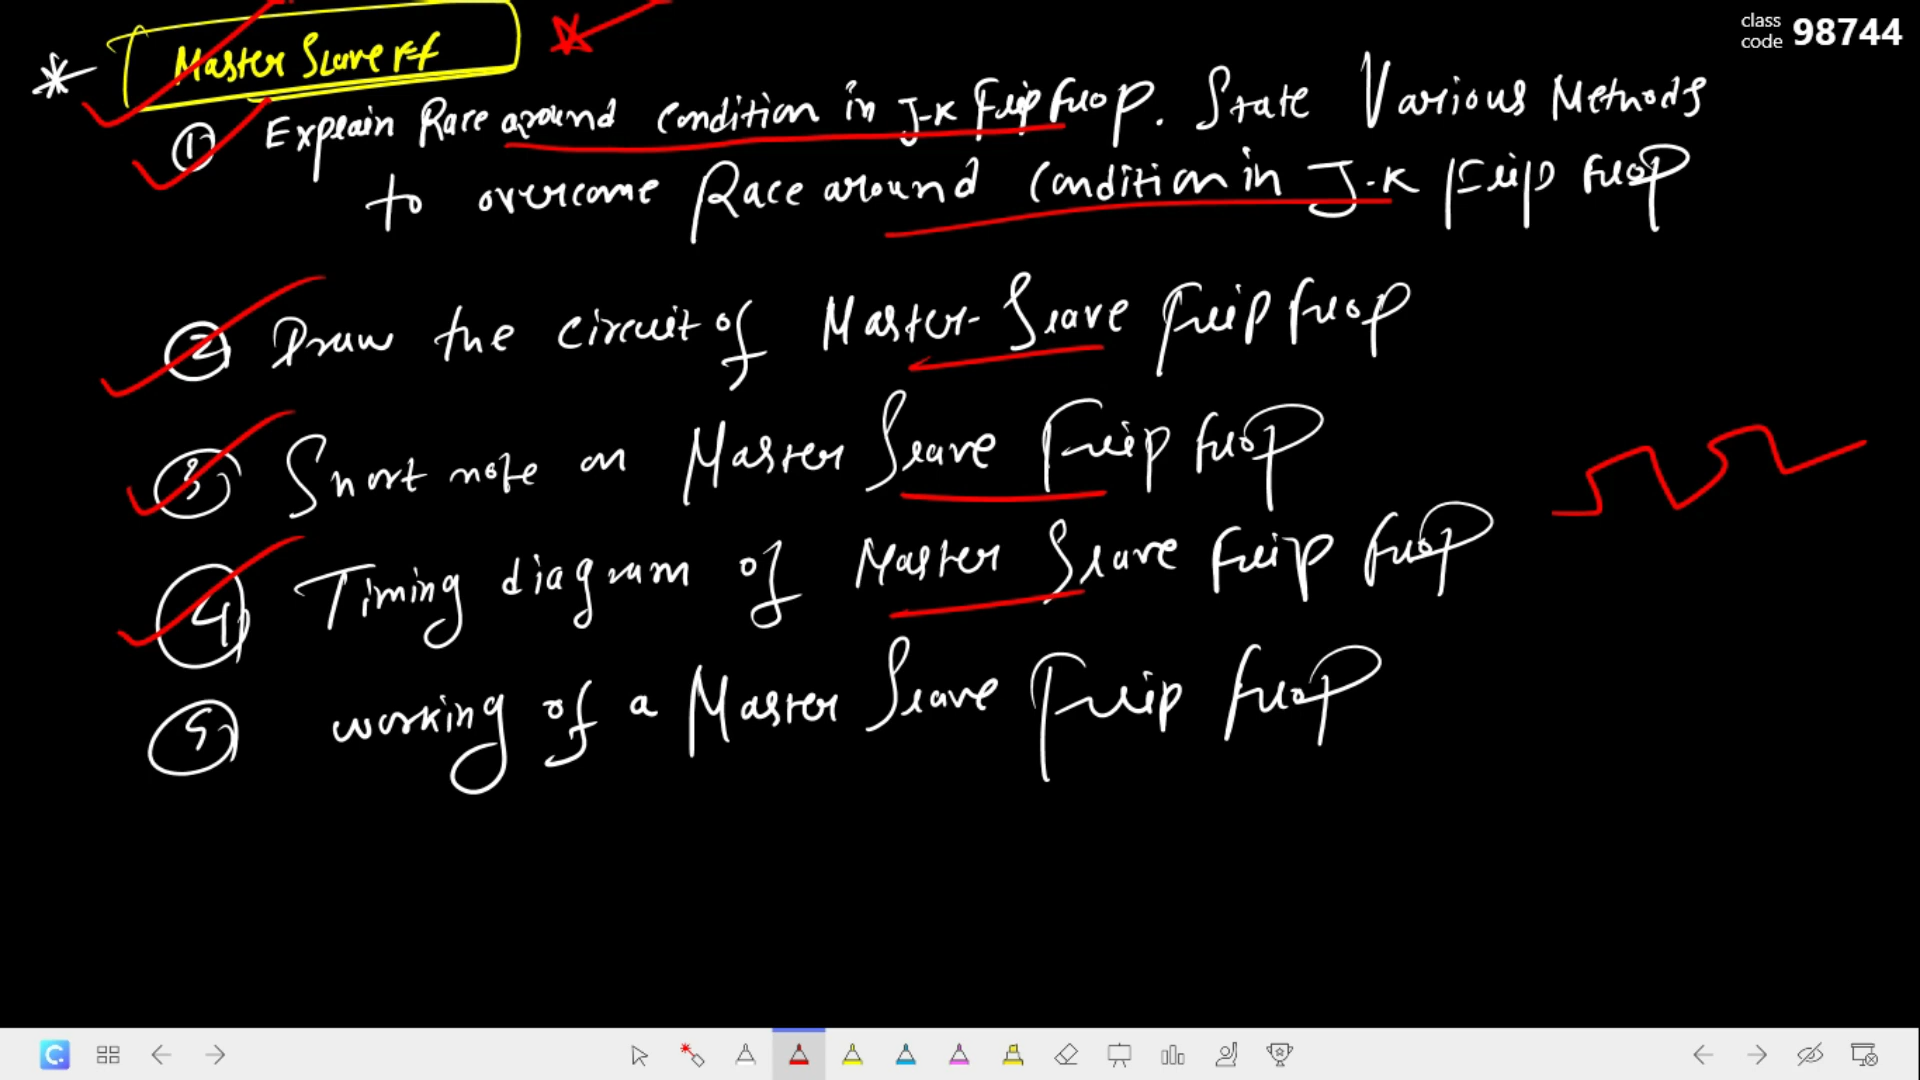 class code 98744
* Master Slave FF
① Explain Race around condition in J-K Flip flop. State Various Methods
to overcome Race around condition in J-K Flip flop
② Draw the circuit of Master-Slave Flip flop
③ Short note on Master Slave Flip flop
④ Timing diagram of Master Slave flip flop
⑤ working of a Master Slave Flip flop